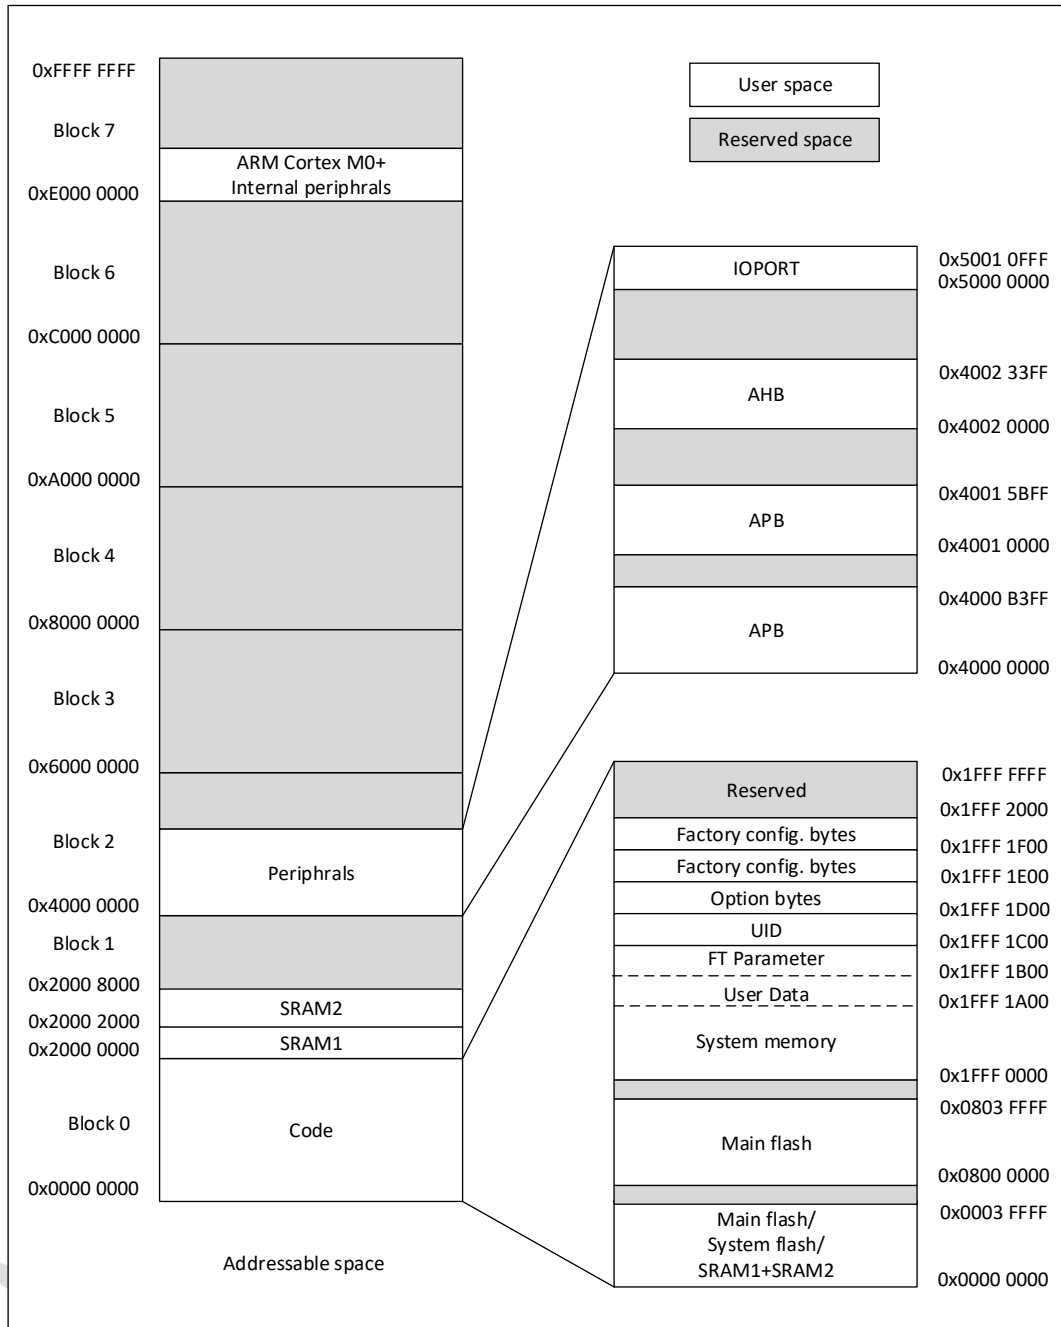 0xFFFF FFFF
Block 7
ARM Cortex M0+
Internal periphrals
0xE000 0000
Block 6
0xC000 0000
Block 5
0xA000 0000
Block 4
0x8000 0000
Block 3
0x6000 0000
Block 2
Periphrals
0x4000 0000
Block 1
0x2000 8000
SRAM2
0x2000 2000
SRAM1
0x2000 0000
Block 0
Code
0x0000 0000
Addressable space
User space
Reserved space
IOPORT
0x5001 0FFF
0x5000 0000
0x4002 33FF
AHB
0x4002 0000
0x4001 5BFF
APB
0x4001 0000
0x4000 B3FF
APB
0x4000 0000
0x1FFF FFFF
Reserved
0x1FFF 2000
Factory config. bytes
0x1FFF 1F00
Factory config. bytes
0x1FFF 1E00
Option bytes
0x1FFF 1D00
UID
0x1FFF 1C00
FT Parameter
0x1FFF 1B00
User Data
0x1FFF 1A00
System memory
0x1FFF 0000
0x0803 FFFF
Main flash
0x0800 0000
0x0003 FFFF
Main flash/
System flash/
SRAM1+SRAM2
0x0000 0000